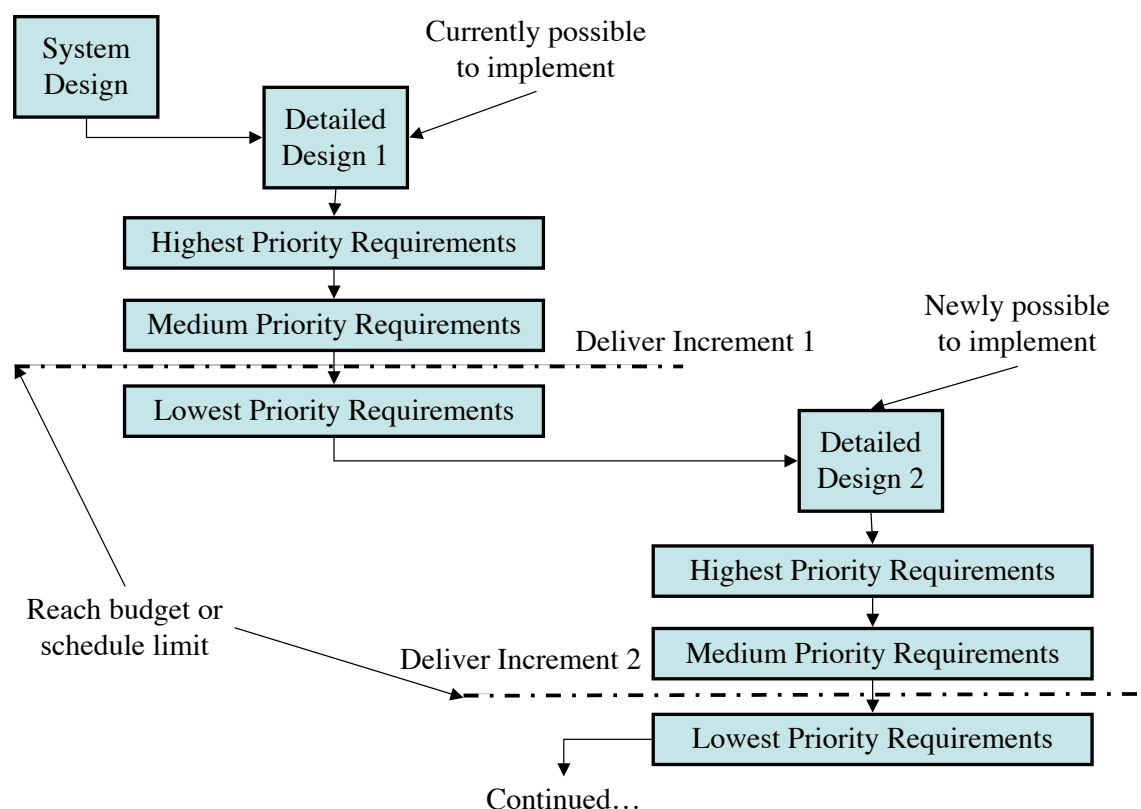 System
Design
Currently possible
to implement
Detailed
Design 1
Highest Priority Requirements
Medium Priority Requirements
Deliver Increment 1
Lowest Priority Requirements
Newly possible
to implement
Detailed
Design 2
Highest Priority Requirements
Reach budget or
schedule limit
Deliver Increment 2
Medium Priority Requirements
Lowest Priority Requirements
Continued…